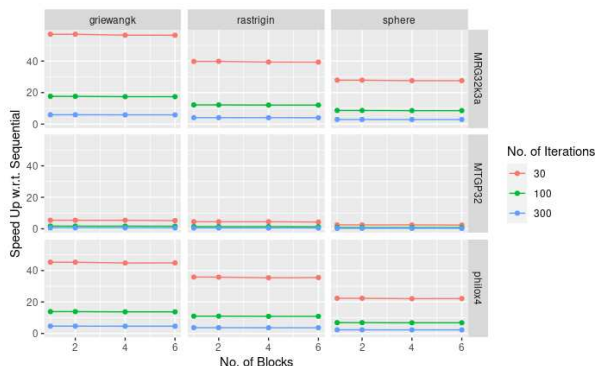 griewangk rastrigin sphere
40
20
0
MRG32k3a
Speed Up w.r.t. Sequential
40
20
0
MTGP32
40
20
0
philox4
2 4 6 2 4 6 2 4 6
No. of Blocks
No. of Iterations
30
100
300